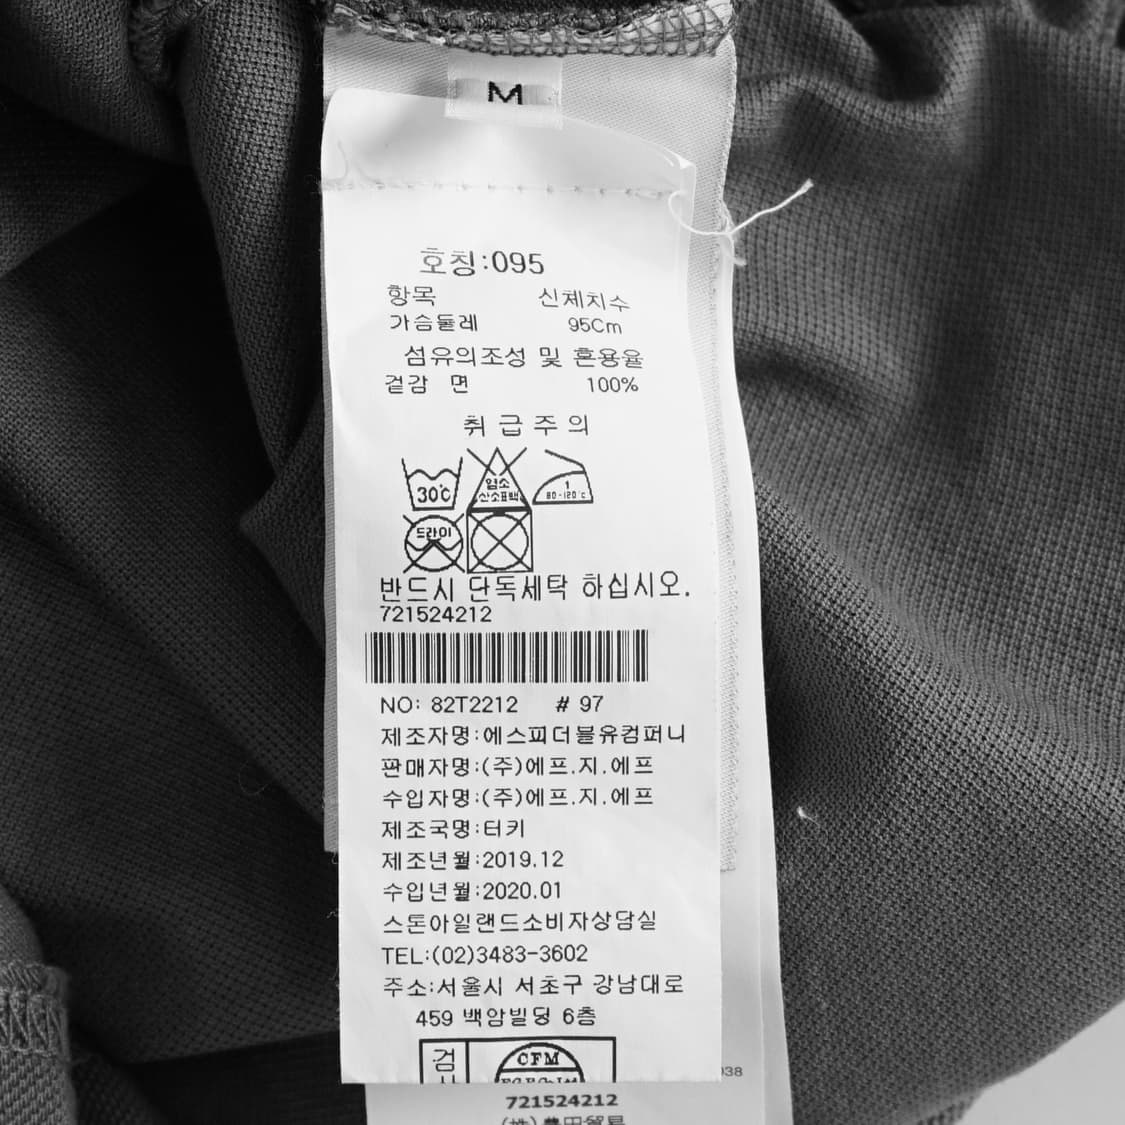 M
호칭:095
항목 신체치수
가슴둘레 95Cm
섬유의조성 및 혼용율
겉감 면 100%
취급주의
30℃
염소
산소표백
1
80-120℃
드라이
반드시 단독세탁 하십시오.
721524212
NO: 82T2212 # 97
제조자명:에스피더블유컴퍼니
판매자명:(주)에프.지.에프
수입자명:(주)에프.지.에프
제조국명:터키
제조년월:2019.12
수입년월:2020.01
스톤아일랜드소비자상담실
TEL:(02)3483-3602
주소:서울시 서초구 강남대로
459 백암빌딩 6층
검
CFM
038
721524212